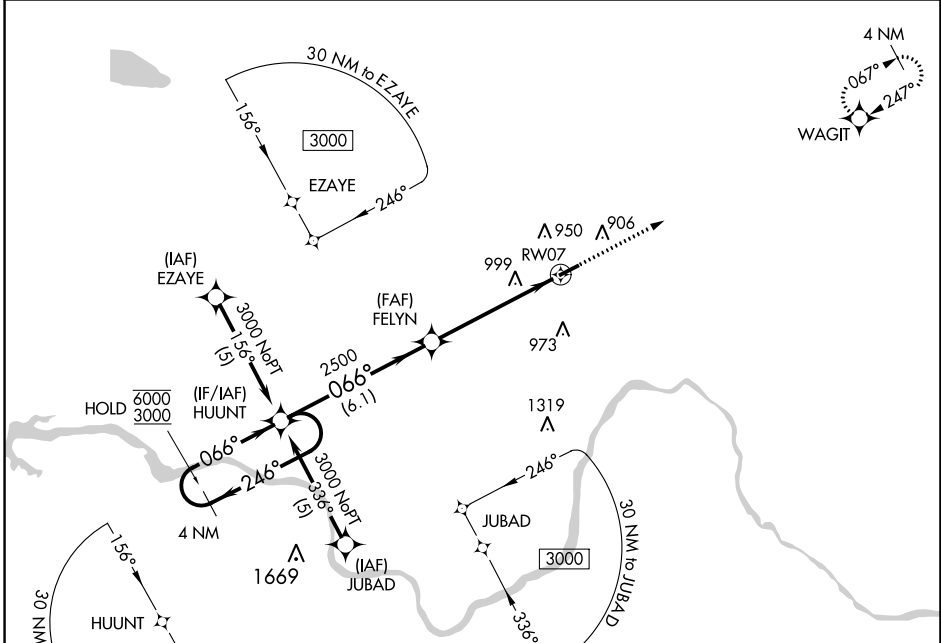 4 NM
067°
247°
WAGIT
30 NM to EZAYE
156°
3000
EZAYE
246°
950
906
RW07
999
973
(IAF)
EZAYE
3000 NoPT
156°
(5)
(FAF)
FELYN
2500
066°
(6.1)
(IF/IAF)
HUUNT
HOLD
6000
3000
066°
246°
4 NM
3000 NoPT
336°
(5)
(IAF)
JUBAD
1319
1669
246°
JUBAD
3000
30 NM to JUBAD
336°
156°
HUUNT
30 NM